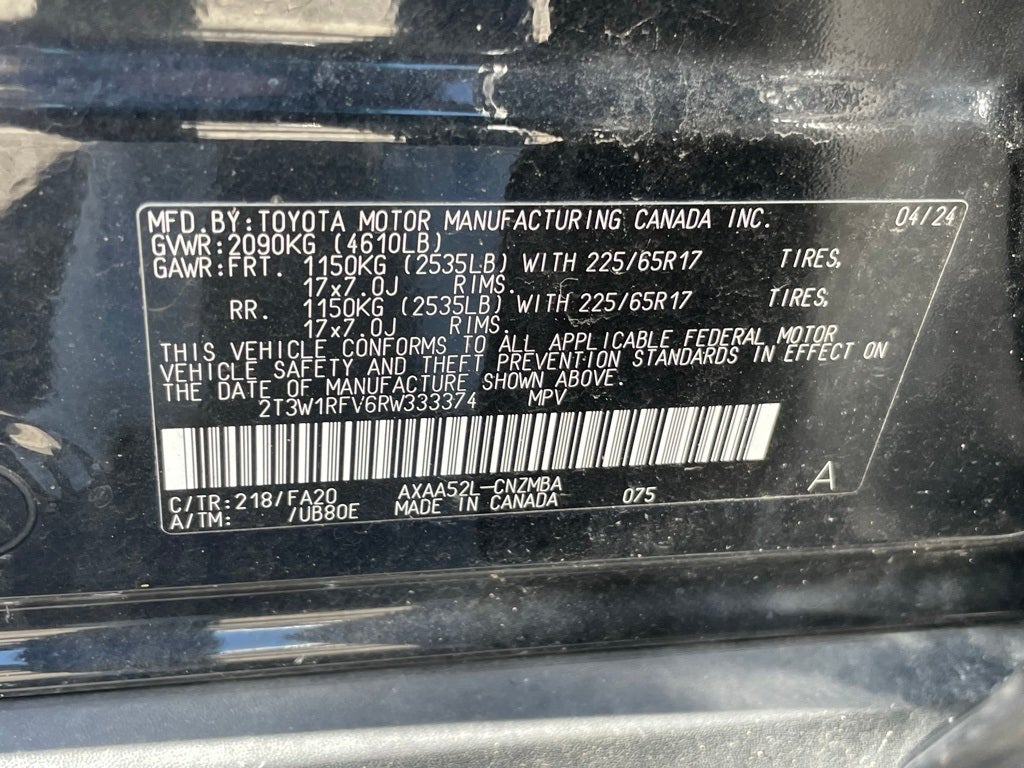 MFD.BY:TOYOTA MOTOR MANUFACTURING CANADA INC. 04/24
GVWR:2090KG (4610LB)
GAWR:FRT. 1150KG (2535LB) WITH 225/65R17 TIRES,
17x7.0J RIMS.
RR. 1150KG (2535LB) WITH 225/65R17 TIRES,
17x7.0J RIMS.
THIS VEHICLE CONFORMS TO ALL APPLICABLE FEDERAL MOTOR
VEHICLE SAFETY AND THEFT PREVENTION STANDARDS IN EFFECT ON
THE DATE OF MANUFACTURE SHOWN ABOVE.
2T3W1RFV6RW333374 MPV
C/TR:218/FA20 AXAA52L-CNZMBA 075 A
A/TM: /UB80E MADE IN CANADA